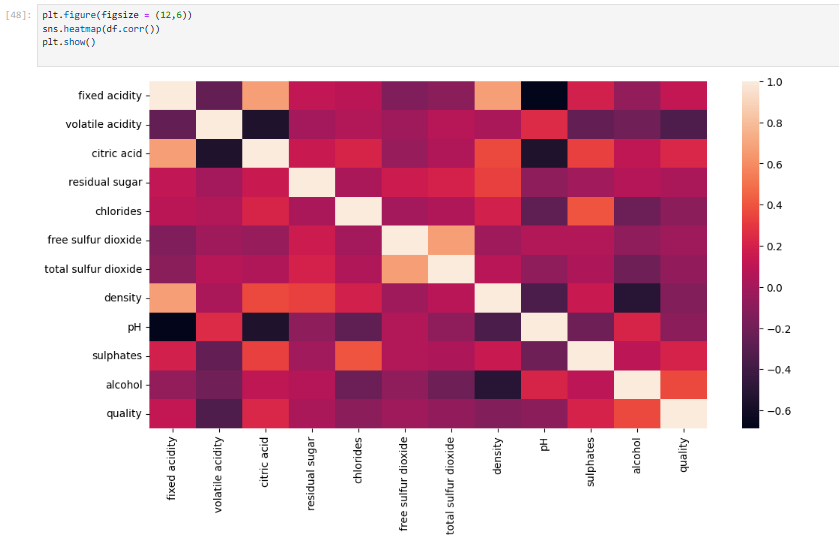 [48]: plt.figure(figsize = (12,6))
sns.heatmap(df.corr())
plt.show()
fixed acidity
volatile acidity
citric acid
residual sugar
chlorides
free sulfur dioxide
total sulfur dioxide
density
pH
sulphates
alcohol
quality
fixed acidity
volatile acidity
citric acid
residual sugar
chlorides
free sulfur dioxide
total sulfur dioxide
density
pH
sulphates
alcohol
quality
1.0
0.8
0.6
0.4
0.2
0.0
−0.2
−0.4
−0.6